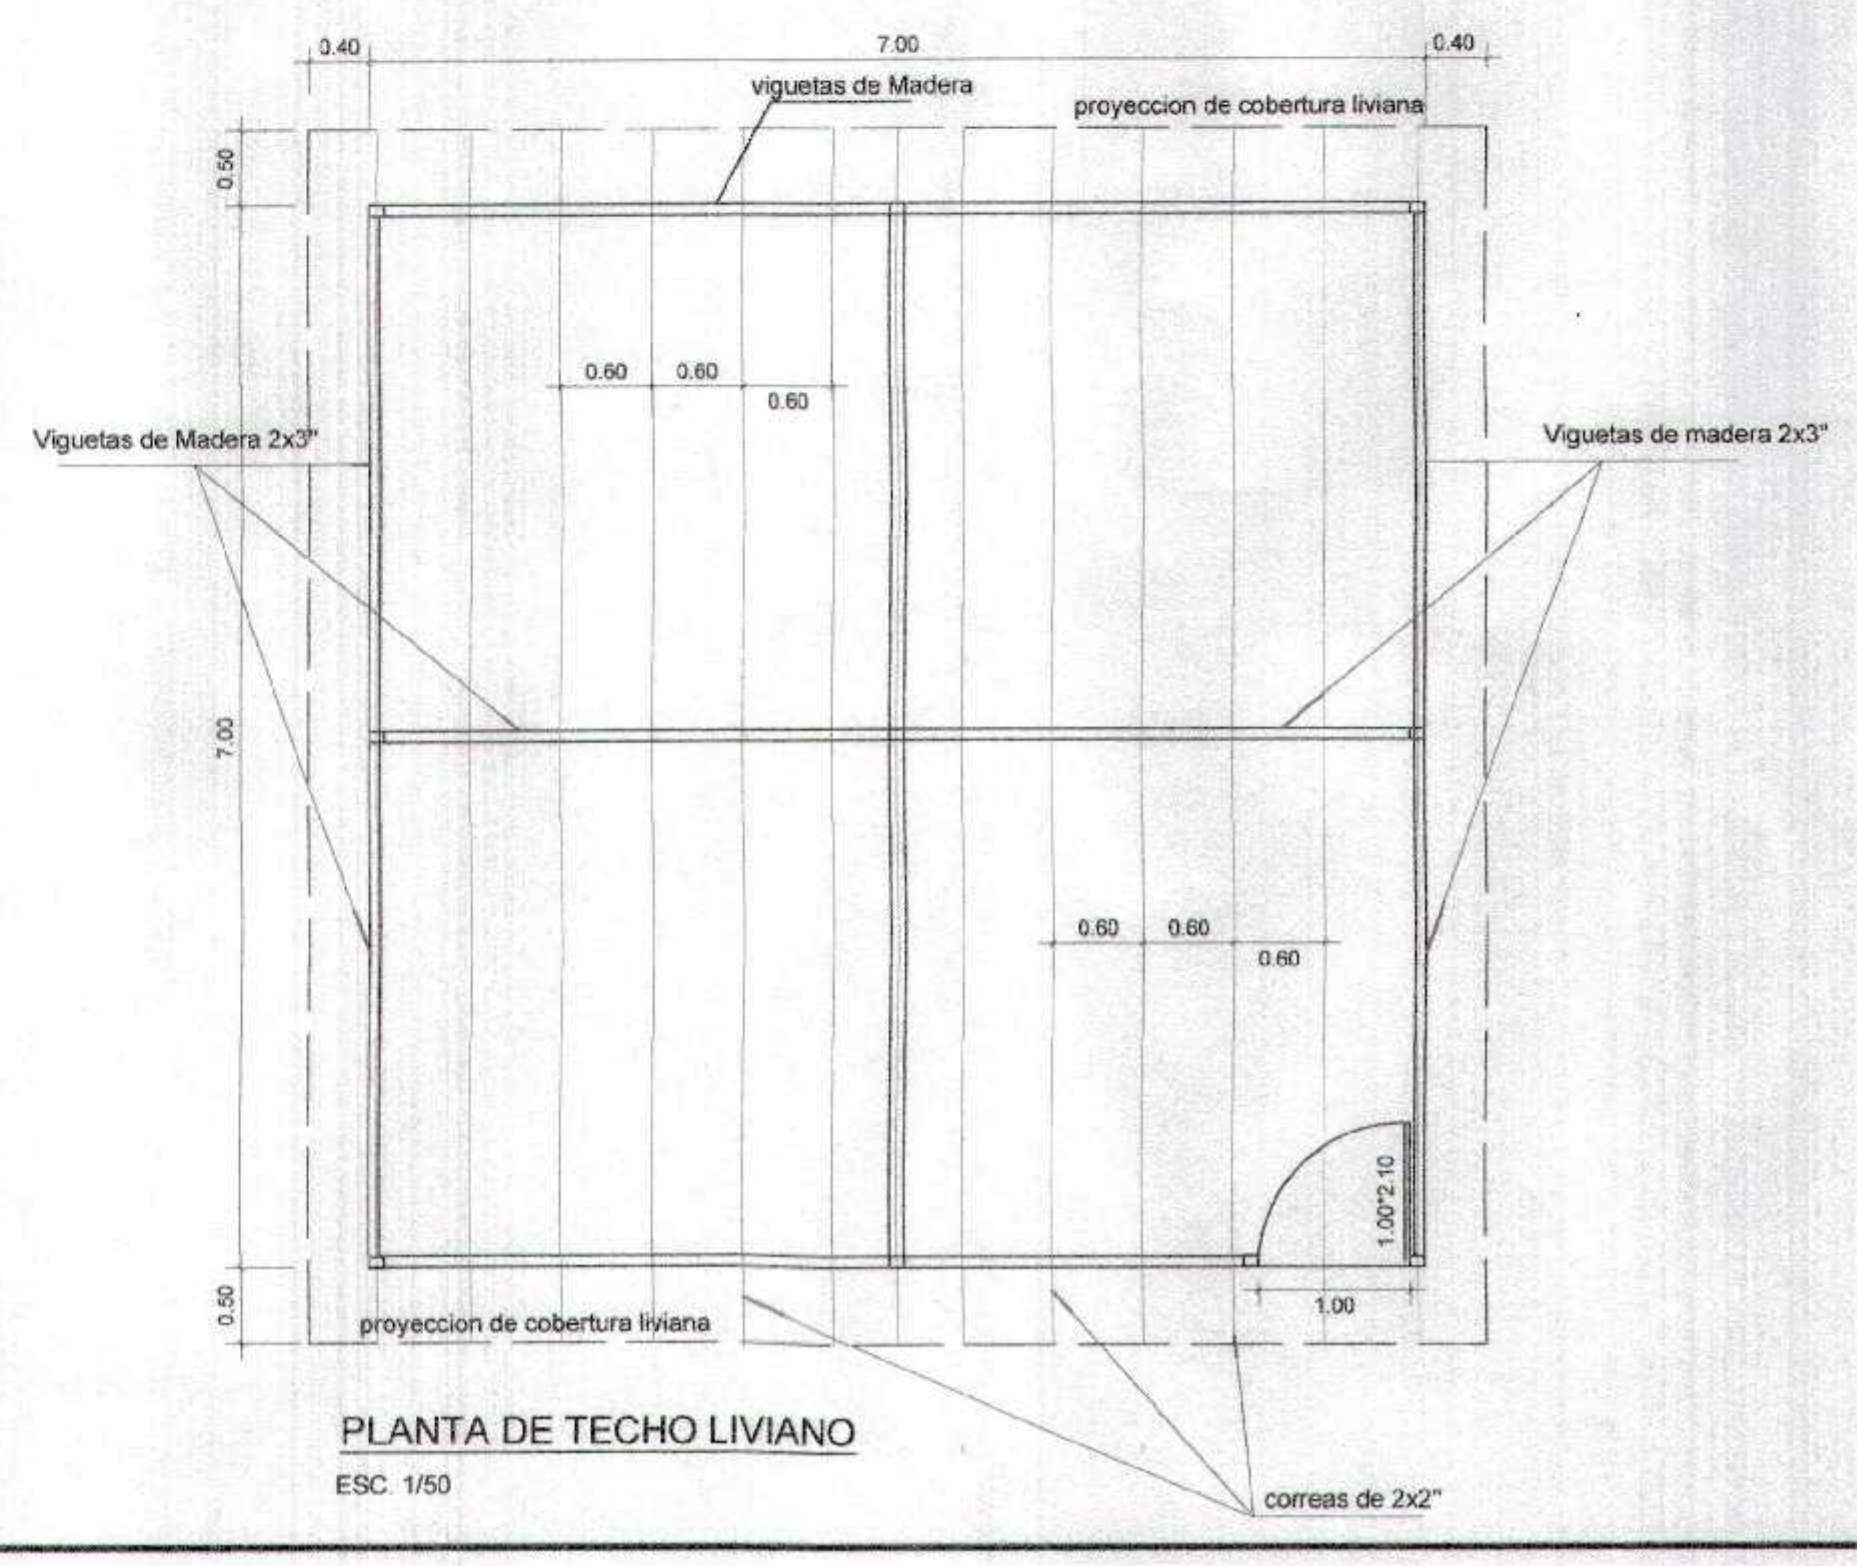 0.40
7.00
0.40
viguetas de Madera
proyeccion de cobertura liviana
0.50
0.60
0.60
0.60
Viguetas de Madera 2x3"
Viguetas de madera 2x3"
7.00
0.60
0.60
0.60
1.00*2.10
0.50
1.00
proyeccion de cobertura liviana
PLANTA DE TECHO LIVIANO
ESC. 1/50
correas de 2x2"